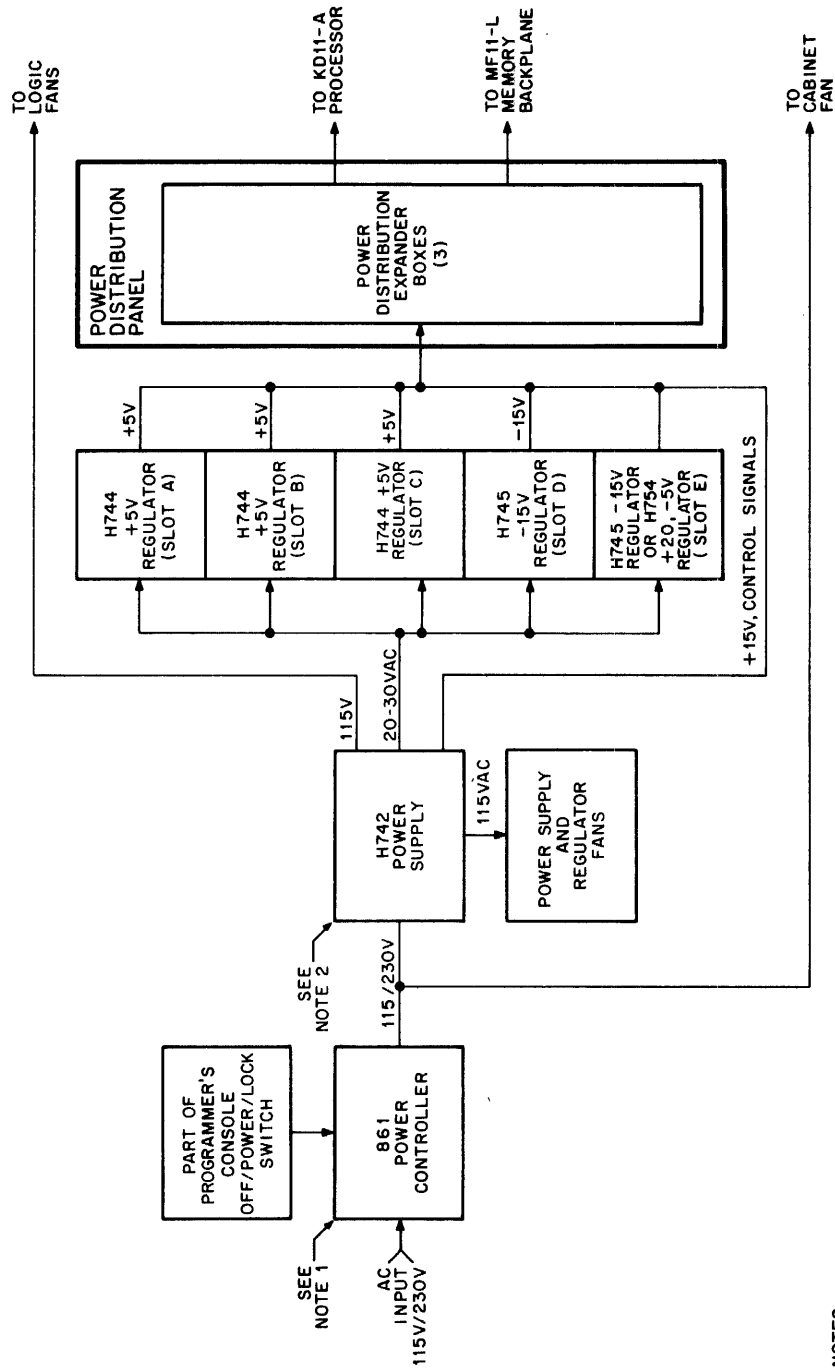 TO
LOGIC
FANS
POWER
DISTRIBUTION
PANEL
POWER
DISTRIBUTION
EXPANDER
BOXES
(3)
TO KD11-A
PROCESSOR
TO MF11-L
MEMORY
BACKPLANE
TO
CABINET
FAN
+5V
+5V
+5V
-15V
H744
+5V
REGULATOR
(SLOT A)
H744
+5V
REGULATOR
(SLOT B)
H744 +5V
REGULATOR
(SLOT C)
H745
-15V
REGULATOR
(SLOT D)
H745 -15V
REGULATOR
OR H754
+20, -5V
REGULATOR
(SLOT E)
+15V, CONTROL SIGNALS
115V
20-30VAC
H742
POWER
SUPPLY
115VAC
POWER SUPPLY
AND
REGULATOR
FANS
SEE
NOTE 2
115/230V
PART OF
PROGRAMMER'S
CONSOLE
OFF/POWER/LOCK
SWITCH
861
POWER
CONTROLLER
SEE
NOTE 1
AC
INPUT
115V/230V
NOTES